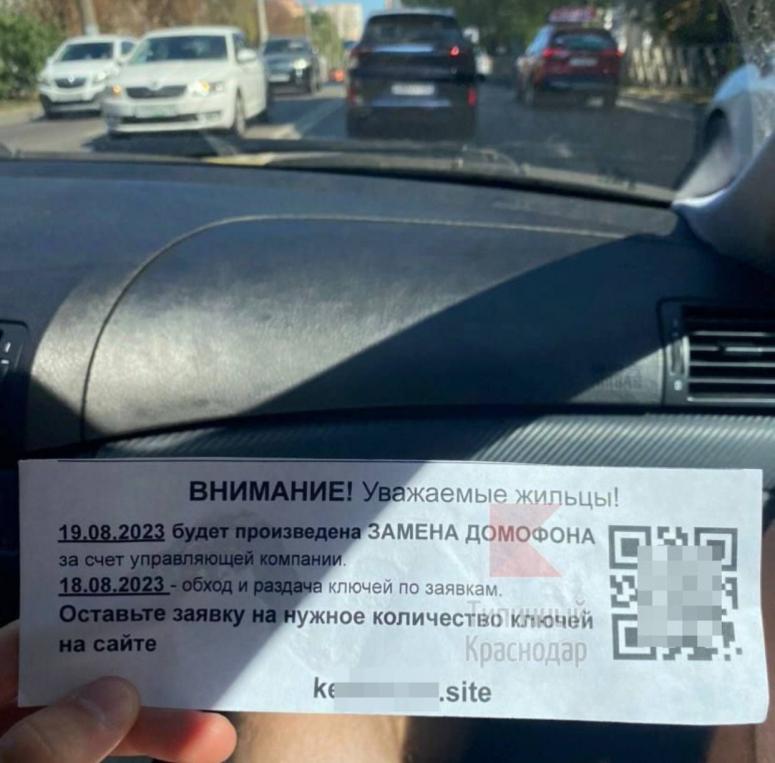 ВНИМАНИЕ! Уважаемые жильцы!
19.08.2023 будет произведена ЗАМЕНА ДОМОФОНА
за счет управляющей компании.
18.08.2023 - обход и раздача ключей по заявкам.
Оставьте заявку на нужное количество ключей
на сайте
ke
.site
Типичный
Краснодар